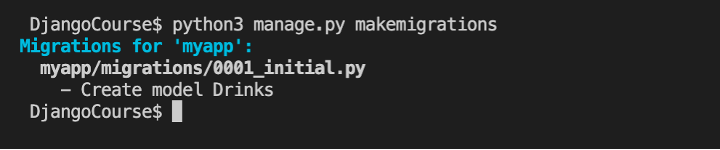 DjangoCourse$ python3 manage.py makemigrations
Migrations for 'myapp':
myapp/migrations/0001_initial.py
- Create model Drinks
DjangoCourse$